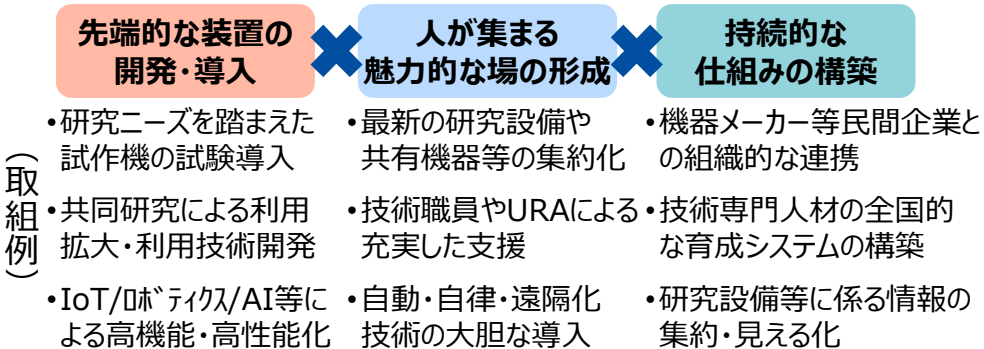 先端的な装置の
開発・導入
人が集まる
魅力的な場の形成
持続的な
仕組みの構築
（取組例）
•研究ニーズを踏まえた
試作機の試験導入
•共同研究による利用
拡大・利用技術開発
•IoT/ﾛﾎﾞﾃｨｸｽ/AI等に
よる高機能・高性能化
•最新の研究設備や
共有機器等の集約化
•技術職員やURAによる
充実した支援
•自動・自律・遠隔化
技術の大胆な導入
•機器メーカー等民間企業と
の組織的な連携
•技術専門人材の全国的
な育成システムの構築
•研究設備等に係る情報の
集約・見える化